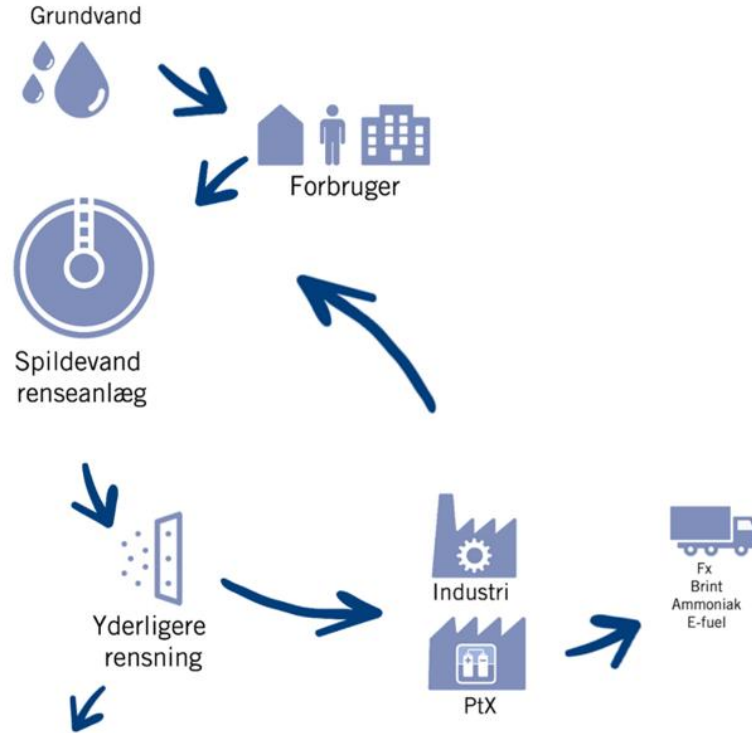 Grundvand
Forbruger
Spildevand
renseanlæg
Yderligere
rensning
Industri
PtX
Fx
Brint
Ammoniak
E-fuel